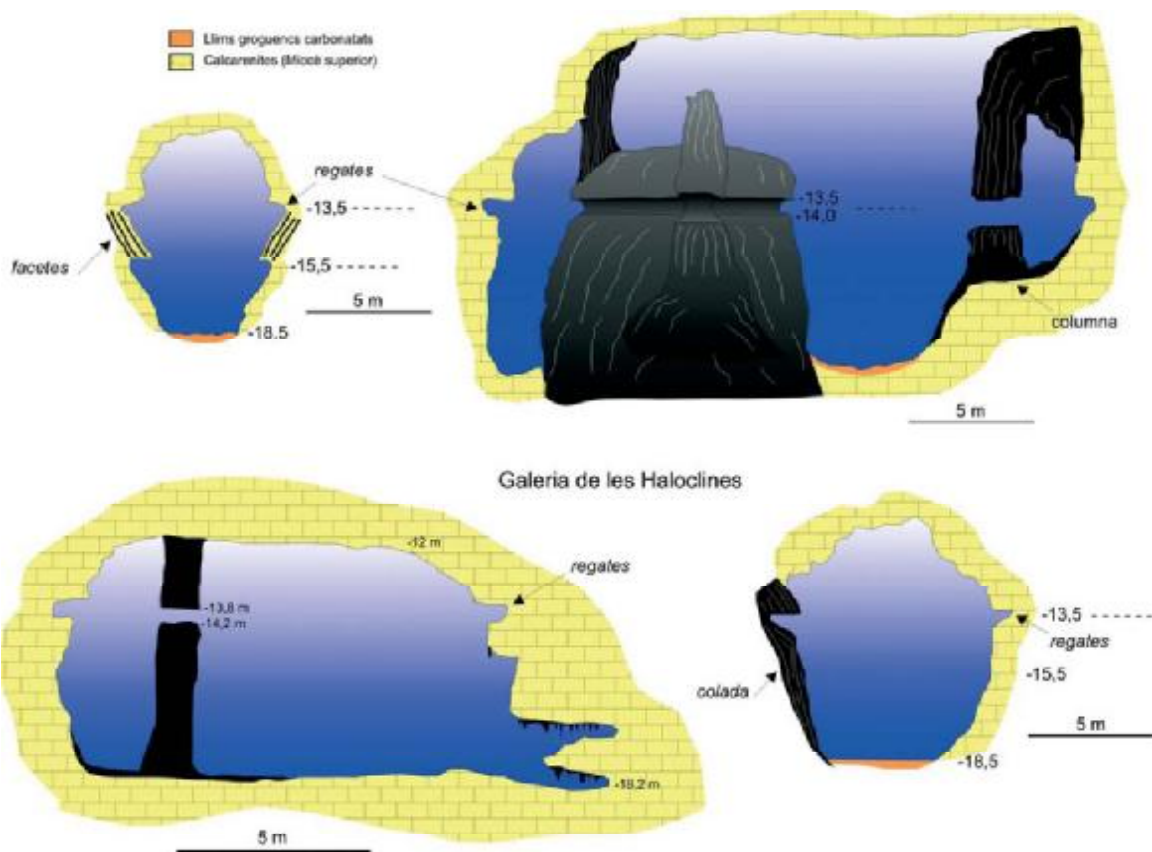 Llims groguencs carbonatats
Calcarenites (Miocè superior)
regates
-13,5
facetes
-15,5
5 m
-18.5
-13,5
-14,0
columna
5 m
Galeria de les Haloclines
-12 m
regates
-13,8 m
-14,2 m
-18,2 m
5 m
-13,5
regates
-15,5
colada
5 m
-18,5